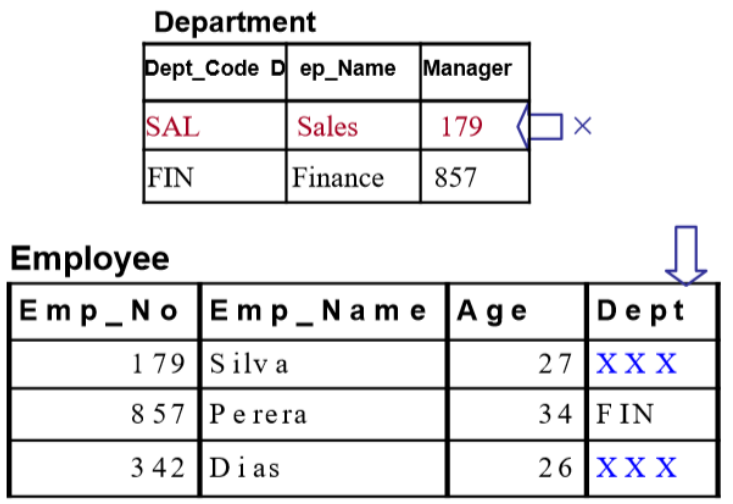 Department
Dept_Code D ep_Name Manager
SAL Sales 179 ×
FIN Finance 857
Employee
Emp_No Emp_Name Age Dept
179 Silva 27 XXX
857 Perera 34 FIN
342 Dias 26 XXX